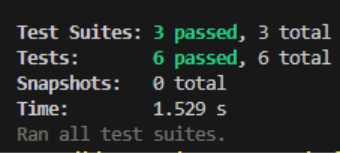 Test Suites: 3 passed, 3 total
Tests:       6 passed, 6 total
Snapshots:   0 total
Time:        1.529 s
Ran all test suites.